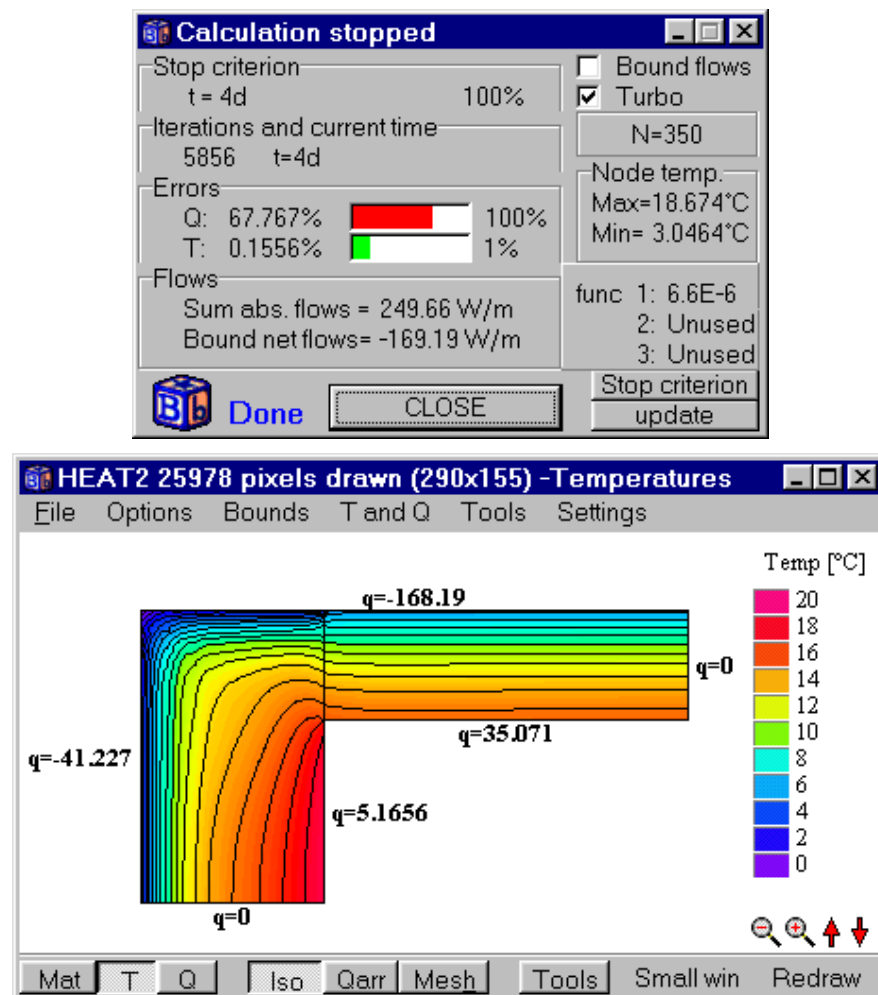 Calculation stopped
Stop criterion
t = 4d 100%
Bound flows
Turbo
N=350
Iterations and current time
5856 t=4d
Node temp.
Max=18.674°C
Min= 3.0464°C
Errors
Q: 67.767% 100%
T: 0.1556% 1%
Flows
Sum abs. flows = 249.66 W/m
Bound net flows= -169.19 W/m
func 1: 6.6E-6
2: Unused
3: Unused
Stop criterion
update
Bb Done CLOSE
HEAT2 25978 pixels drawn (290x155) -Temperatures
File Options Bounds T and Q Tools Settings
Temp [°C]
20
18
16
14
12
10
8
6
4
2
0
q=-168.19
q=0
q=35.071
q=-41.227
q=5.1656
q=0
Mat T Q Iso Qarr Mesh Tools Small win Redraw